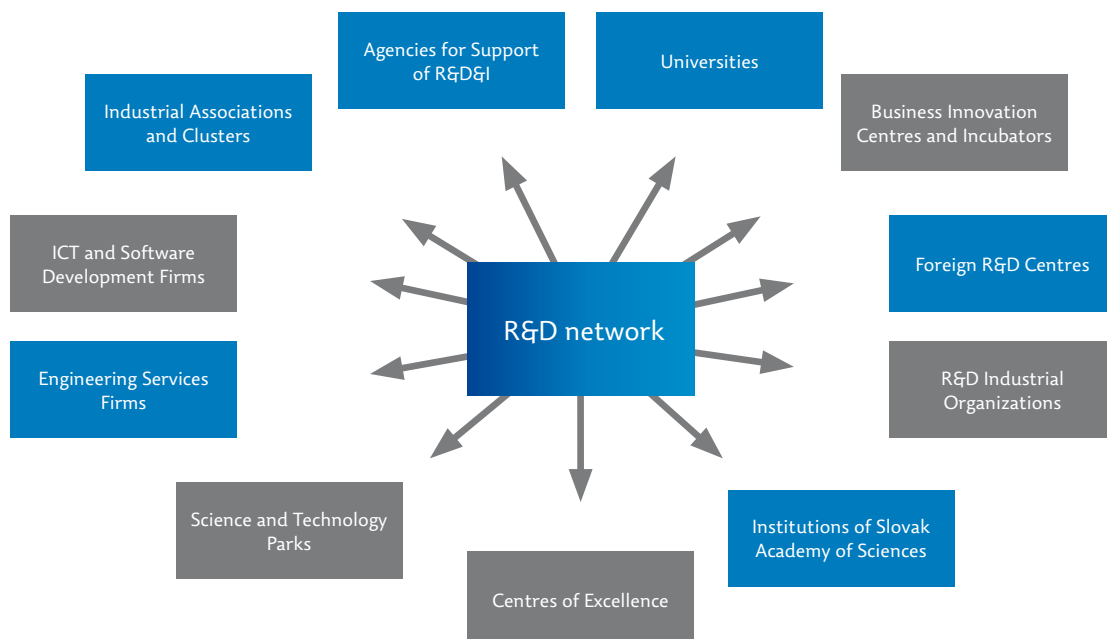 Agencies for Support
of R&D&I
Universities
Industrial Associations
and Clusters
Business Innovation
Centres and Incubators
ICT and Software
Development Firms
Foreign R&D Centres
R&D network
Engineering Services
Firms
R&D Industrial
Organizations
Science and Technology
Parks
Institutions of Slovak
Academy of Sciences
Centres of Excellence